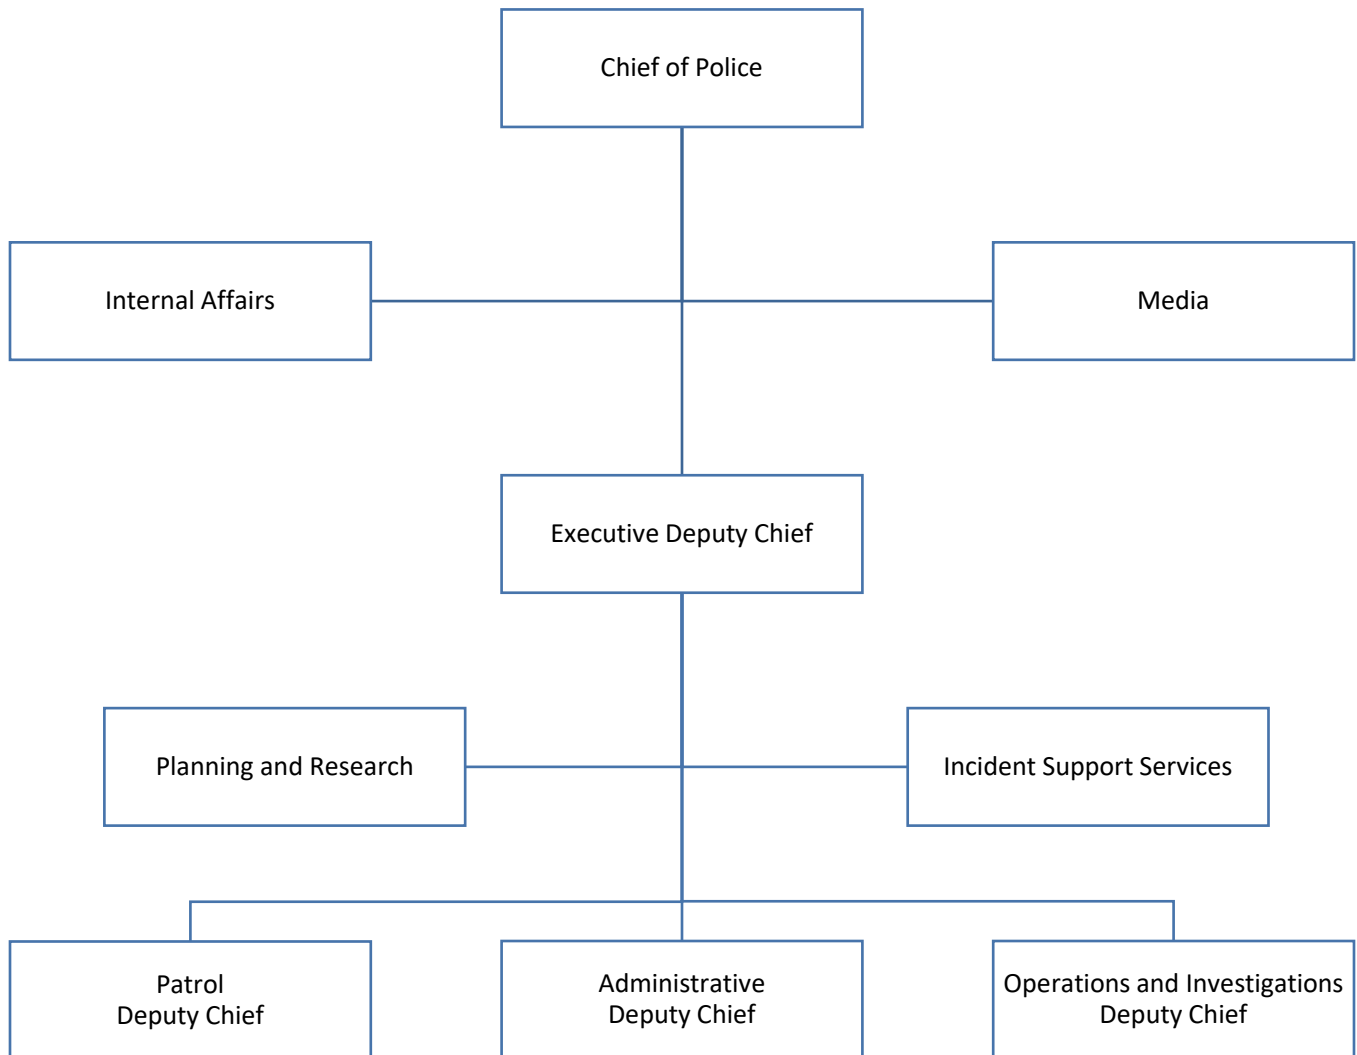 Chief of Police
Internal Affairs
Media
Executive Deputy Chief
Planning and Research
Incident Support Services
Patrol
Deputy Chief
Administrative
Deputy Chief
Operations and Investigations
Deputy Chief